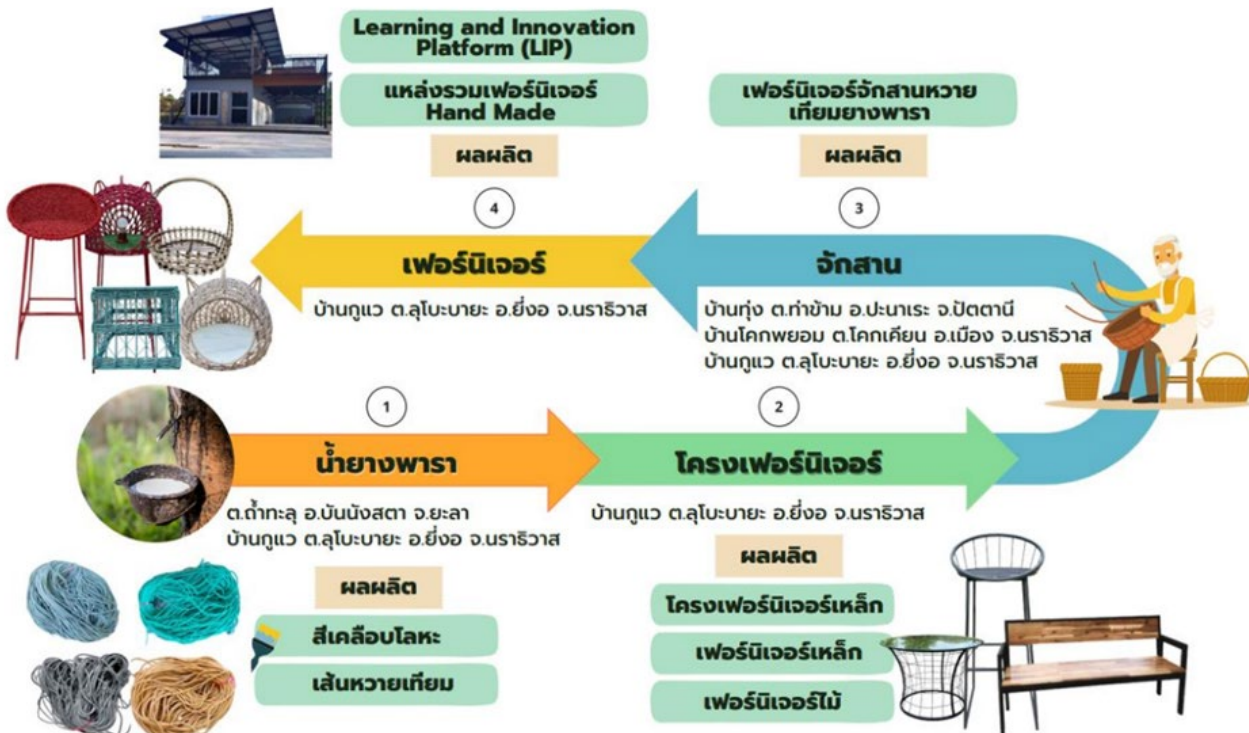 Learning and Innovation
Platform (LIP)
แหล่งรวมเฟอร์นิเจอร์
Hand Made
ผลผลิต
เฟอร์นิเจอร์จักสานหวาย
เทียมยางพารา
ผลผลิต
4
เฟอร์นิเจอร์
บ้านกูแว ต.ลุโบะบายะ อ.ยี่งอ จ.นราธิวาส
3
จักสาน
บ้านทุ่ง ต.ท่าข้าม อ.ปะนาเระ จ.ปัตตานี
บ้านโคกพยอม ต.โคกเคียน อ.เมือง จ.นราธิวาส
บ้านกูแว ต.ลุโบะบายะ อ.ยี่งอ จ.นราธิวาส
1
น้ำยางพารา
ต.ถ้ำทะลุ อ.บันนังสตา จ.ยะลา
บ้านกูแว ต.ลุโบะบายะ อ.ยี่งอ จ.นราธิวาส
ผลผลิต
สีเคลือบโลหะ
เส้นหวายเทียม
2
โครงเฟอร์นิเจอร์
บ้านกูแว ต.ลุโบะบายะ อ.ยี่งอ จ.นราธิวาส
ผลผลิต
โครงเฟอร์นิเจอร์เหล็ก
เฟอร์นิเจอร์เหล็ก
เฟอร์นิเจอร์ไม้